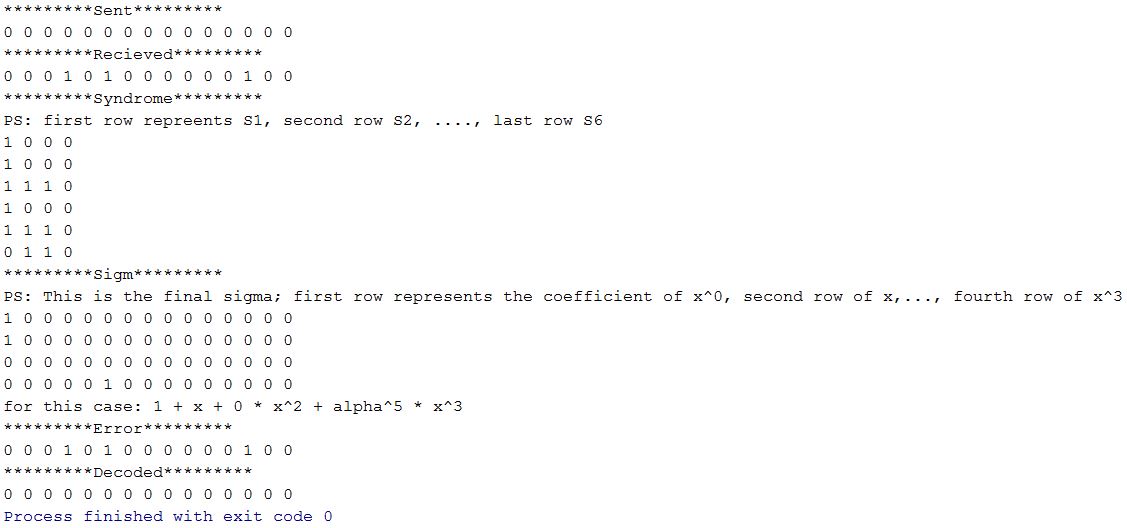 *********Sent*********
0 0 0 0 0 0 0 0 0 0 0 0 0 0 0
*********Recieved*********
0 0 0 1 0 1 0 0 0 0 0 0 1 0 0
*********Syndrome*********
PS: first row repreents S1, second row S2, ...., last row S6
1 0 0 0
1 0 0 0
1 1 1 0
1 0 0 0
1 1 1 0
0 1 1 0
*********Sigm*********
PS: This is the final sigma; first row represents the coefficient of x^0, second row of x,..., fourth row of x^3
1 0 0 0 0 0 0 0 0 0 0 0 0 0 0
1 0 0 0 0 0 0 0 0 0 0 0 0 0 0
0 0 0 0 0 0 0 0 0 0 0 0 0 0 0
0 0 0 0 0 1 0 0 0 0 0 0 0 0 0
for this case: 1 + x + 0 * x^2 + alpha^5 * x^3
*********Error*********
0 0 0 1 0 1 0 0 0 0 0 0 1 0 0
*********Decoded*********
0 0 0 0 0 0 0 0 0 0 0 0 0 0 0
Process finished with exit code 0